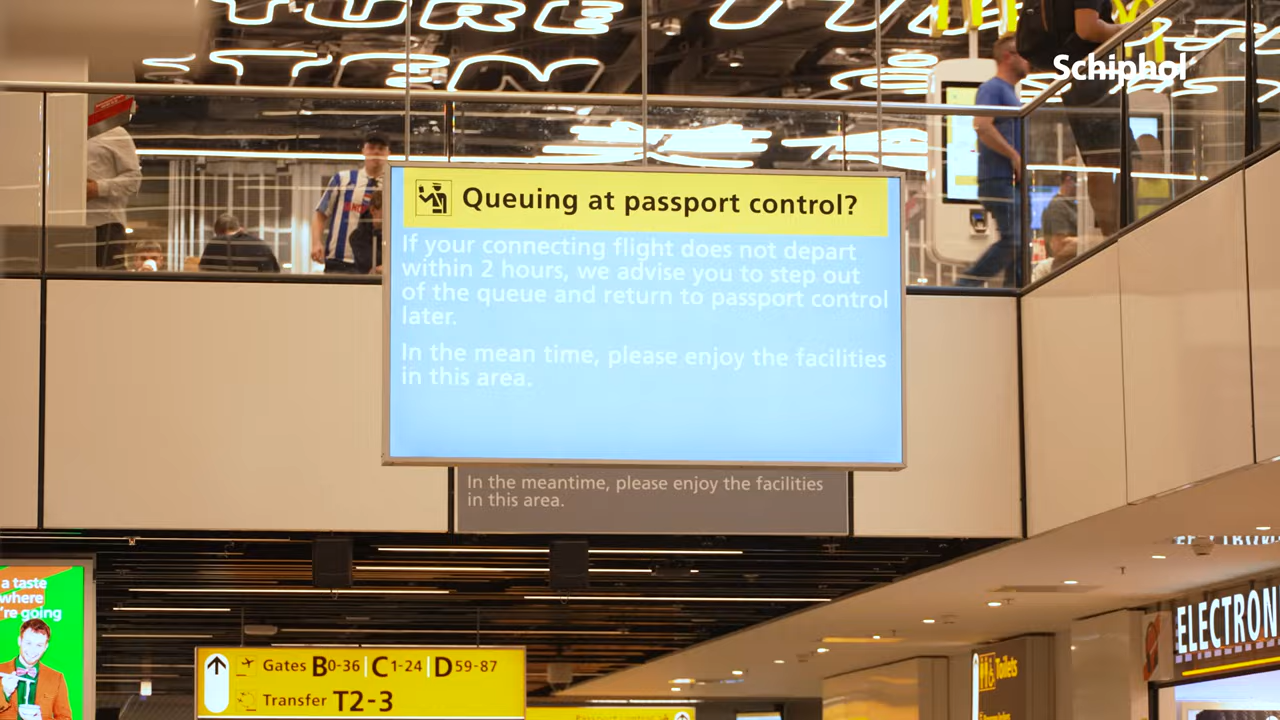 Schiphol
Queuing at passport control?
If your connecting flight does not depart
within 2 hours, we advise you to step out
of the queue and return to passport control
later.
In the mean time, please enjoy the facilities
in this area.
In the meantime, please enjoy the facilities
in this area.
a taste
where
're going
Gates B0-36 | C1-24 | D59-87
Transfer T2-3
Passport control
Toilets
ELECTRON